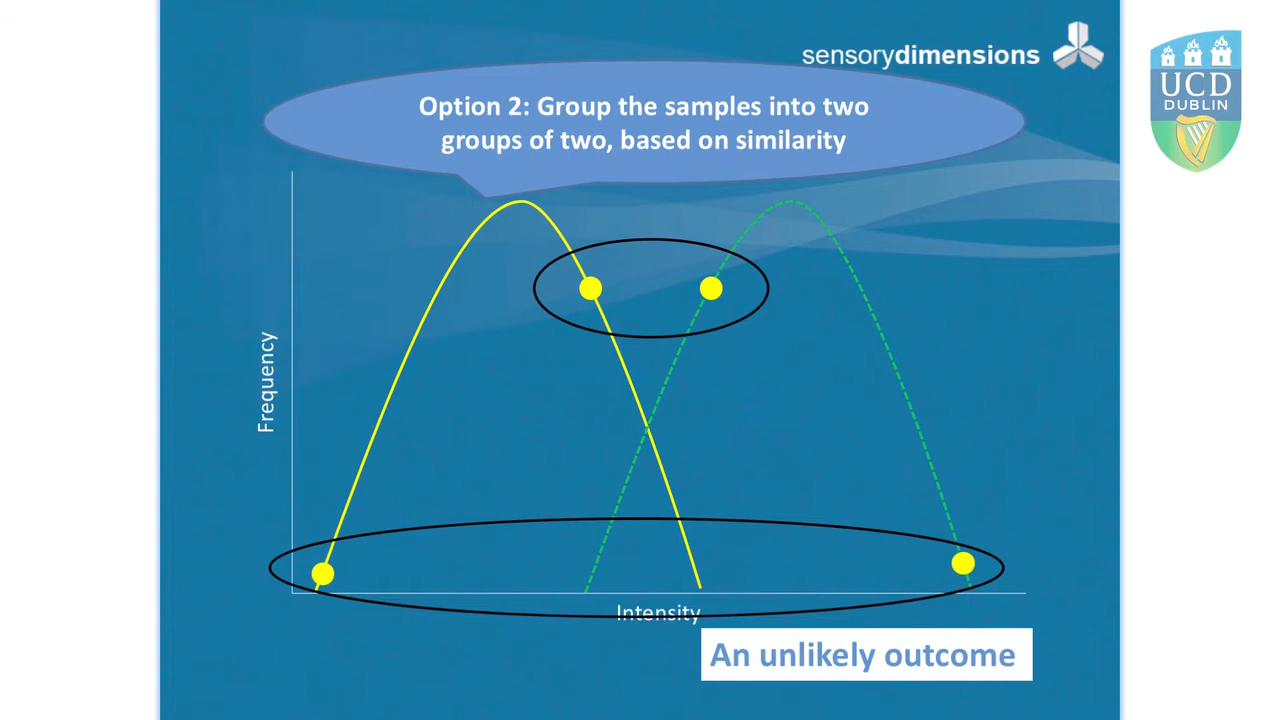 sensorydimensions
UCD
DUBLIN
Option 2: Group the samples into two
groups of two, based on similarity
Frequency
Intensity
An unlikely outcome